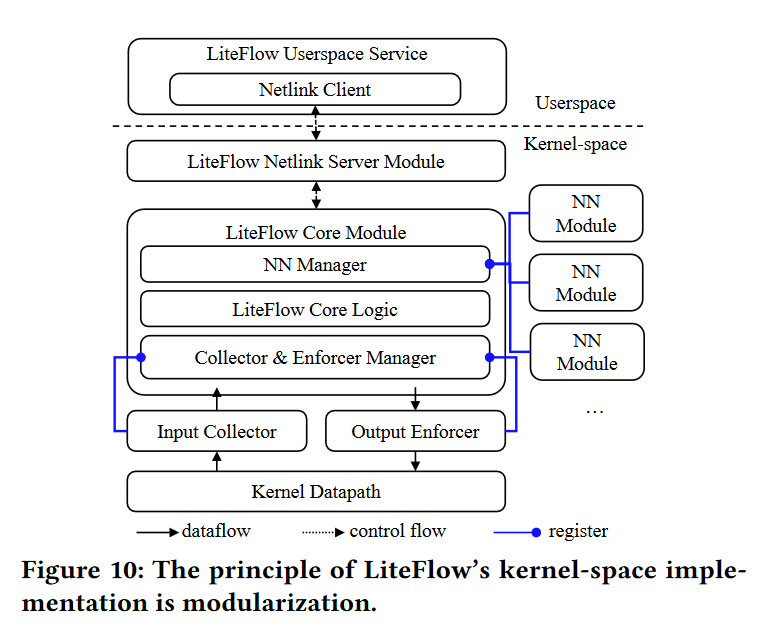 LiteFlow Userspace Service
Netlink Client
Userspace
Kernel-space
LiteFlow Netlink Server Module
LiteFlow Core Module
NN Manager
LiteFlow Core Logic
Collector & Enforcer Manager
NN
Module
NN
Module
NN
Module
...
Input Collector
Output Enforcer
Kernel Datapath
dataflow
control flow
register
Figure 10: The principle of LiteFlow's kernel-space imple-
mentation is modularization.